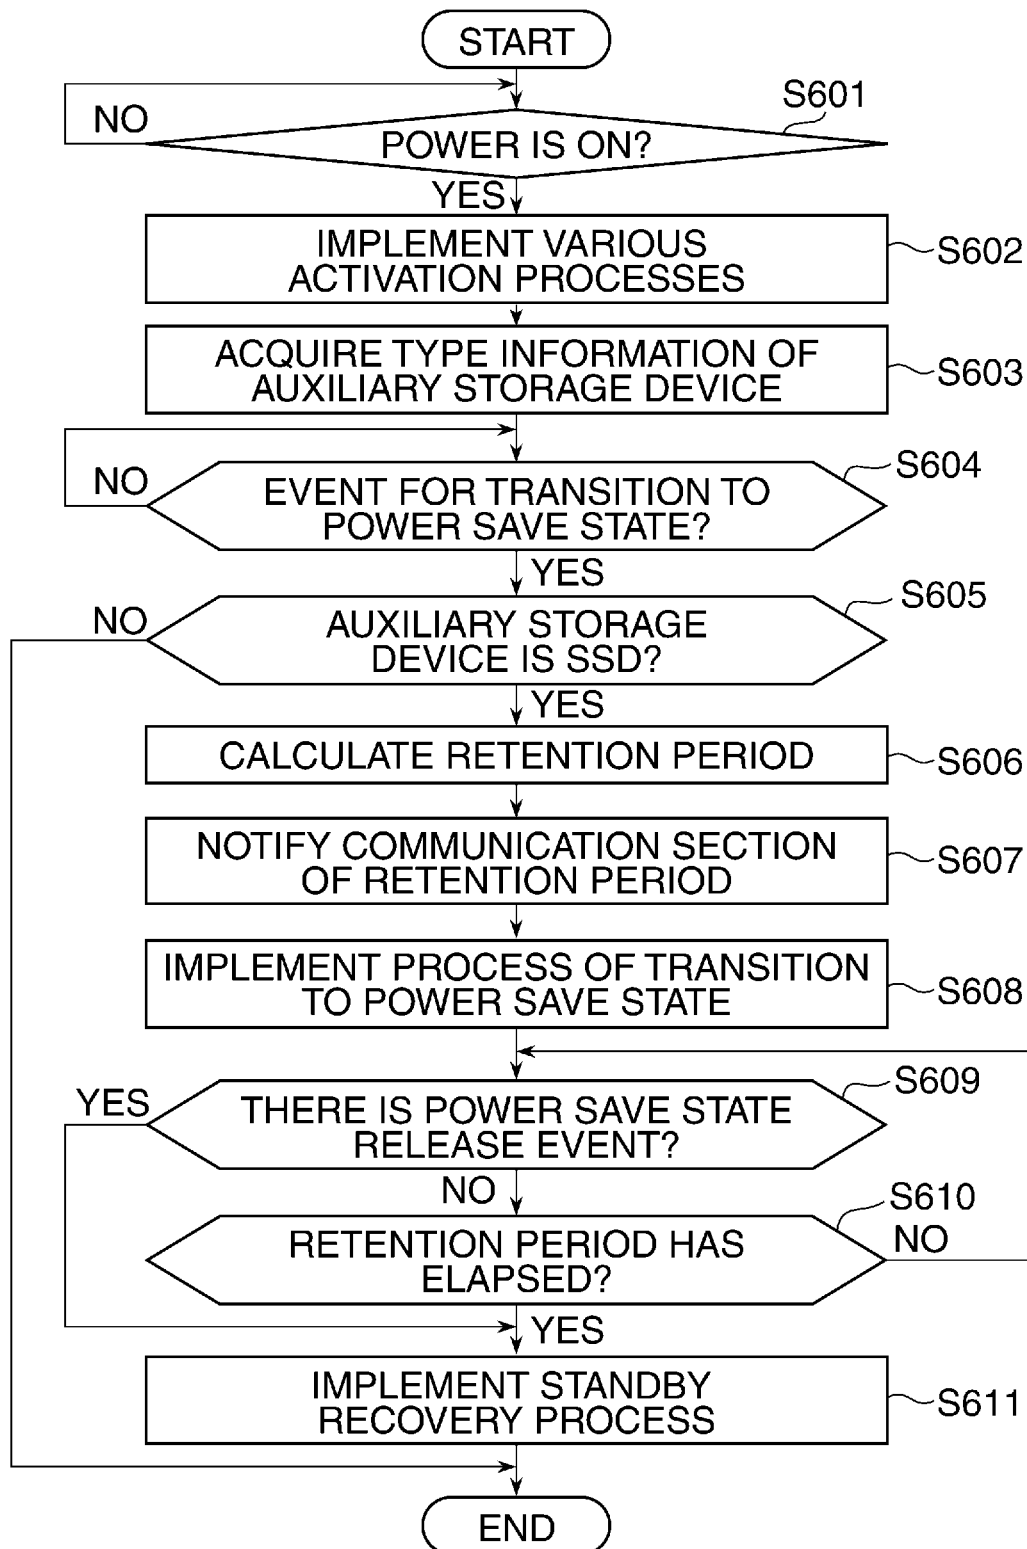 START
S601
NO
POWER IS ON?
YES
IMPLEMENT VARIOUS
ACTIVATION PROCESSES
S602
ACQUIRE TYPE INFORMATION OF
AUXILIARY STORAGE DEVICE
S603
S604
NO
EVENT FOR TRANSITION TO
POWER SAVE STATE?
YES
S605
NO
AUXILIARY STORAGE
DEVICE IS SSD?
YES
CALCULATE RETENTION PERIOD
S606
NOTIFY COMMUNICATION SECTION
OF RETENTION PERIOD
S607
IMPLEMENT PROCESS OF TRANSITION
TO POWER SAVE STATE
S608
S609
YES
THERE IS POWER SAVE STATE
RELEASE EVENT?
NO
S610
RETENTION PERIOD HAS
ELAPSED?
NO
YES
IMPLEMENT STANDBY
RECOVERY PROCESS
S611
END